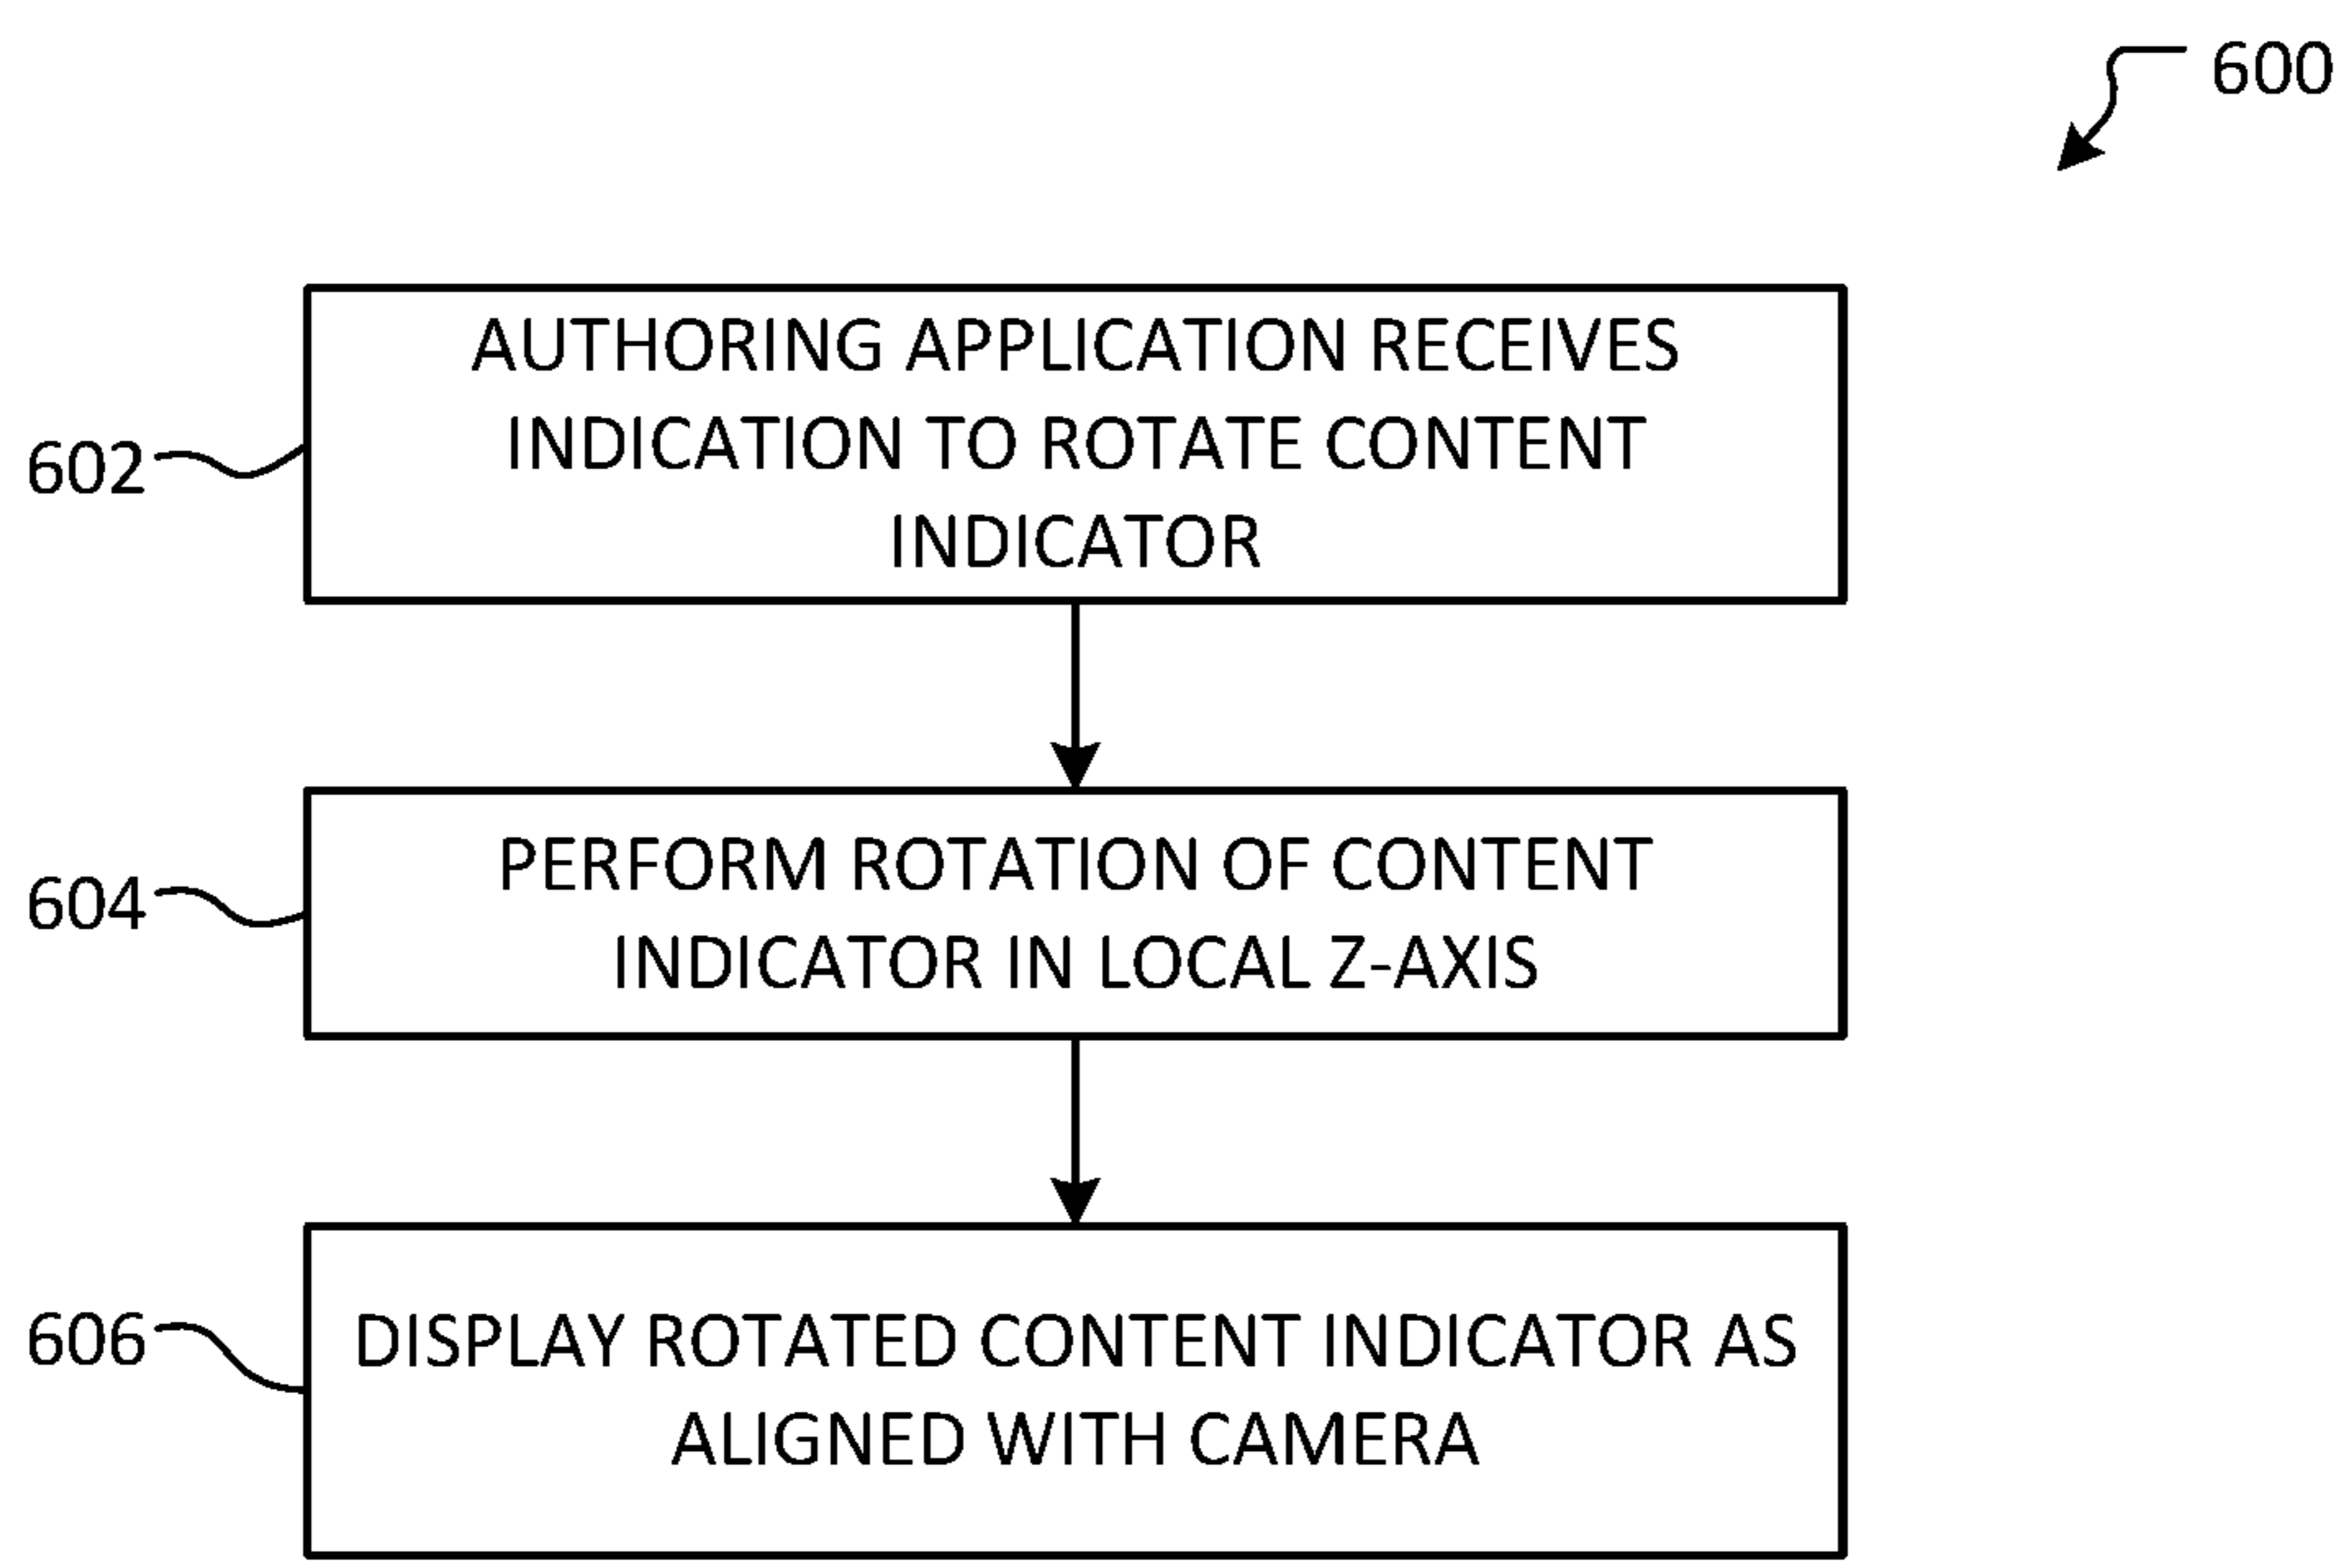 600
602
AUTHORING APPLICATION RECEIVES
INDICATION TO ROTATE CONTENT
INDICATOR
604
PERFORM ROTATION OF CONTENT
INDICATOR IN LOCAL Z-AXIS
606
DISPLAY ROTATED CONTENT INDICATOR AS
ALIGNED WITH CAMERA